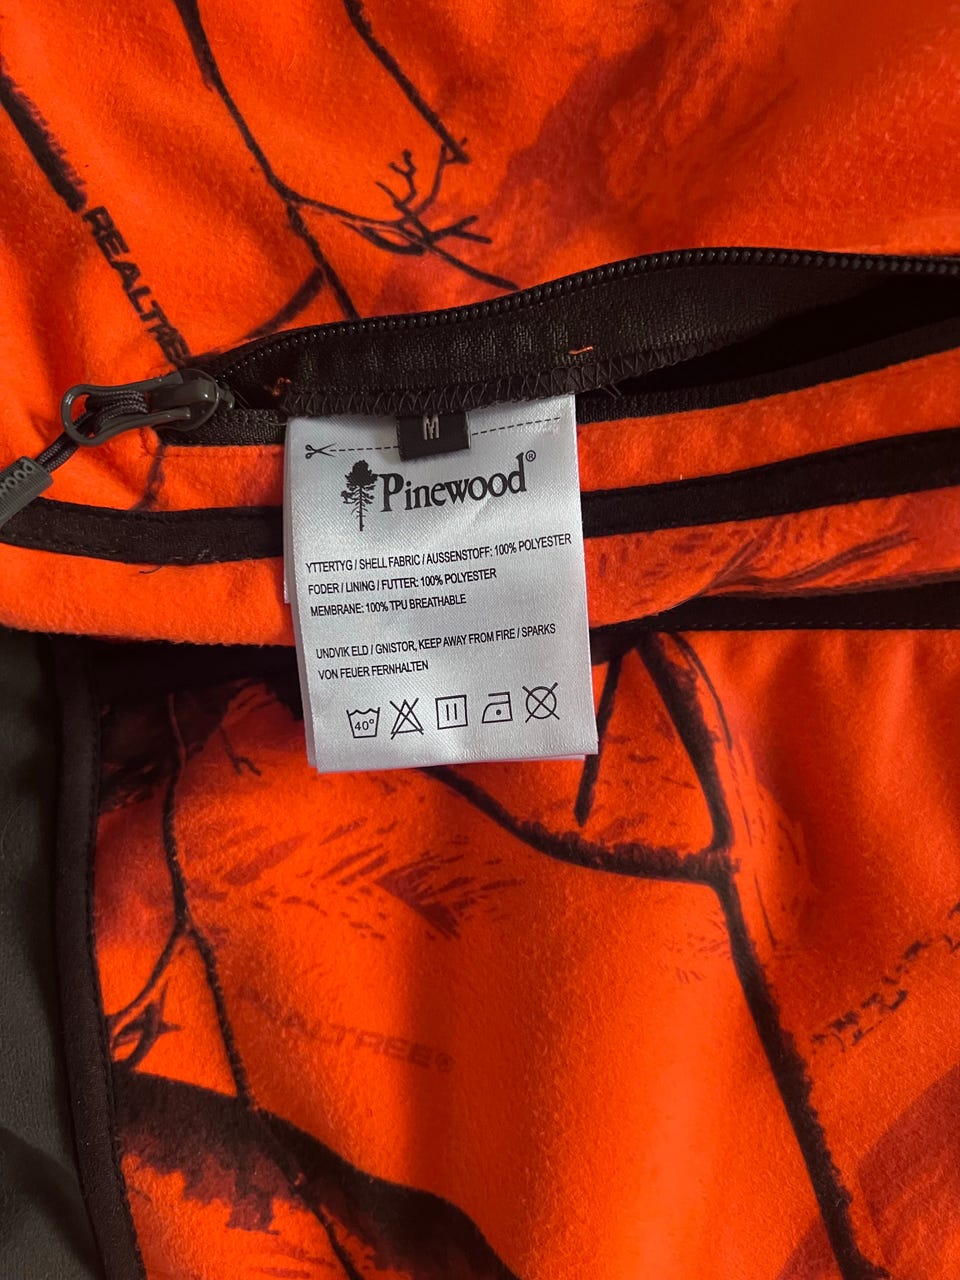 REALTREE
M
Pinewood®
YTTERTYG / SHELL FABRIC / AUSSENSTOFF: 100% POLYESTER
FODER / LINING / FUTTER: 100% POLYESTER
MEMBRANE: 100% TPU BREATHABLE
UNDVIK ELD / GNISTOR, KEEP AWAY FROM FIRE / SPARKS
VON FEUER FERNHALTEN
40°
REALTREE®